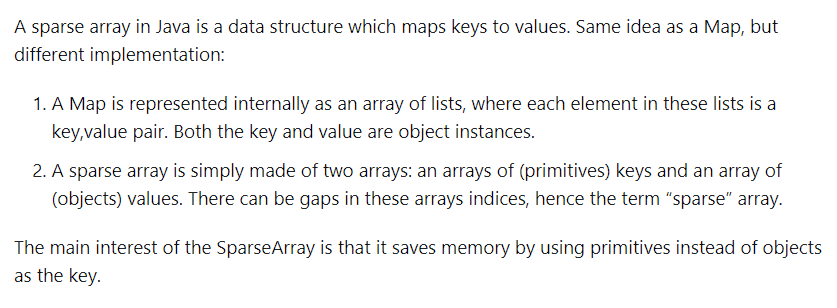 A sparse array in Java is a data structure which maps keys to values. Same idea as a Map, but
different implementation:
1. A Map is represented internally as an array of lists, where each element in these lists is a
key,value pair. Both the key and value are object instances.
2. A sparse array is simply made of two arrays: an arrays of (primitives) keys and an array of
(objects) values. There can be gaps in these arrays indices, hence the term “sparse” array.
The main interest of the SparseArray is that it saves memory by using primitives instead of objects
as the key.